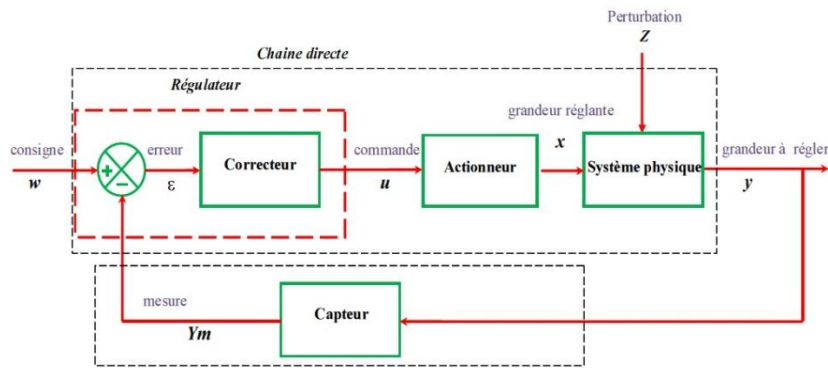 Perturbation
Z
Chaine directe
Régulateur
grandeur réglante
consigne
erreur
Correcteur
commande
Actionneur
x
Système physique
grandeur à régler
w
+
−
ε
u
y
mesure
Ym
Capteur